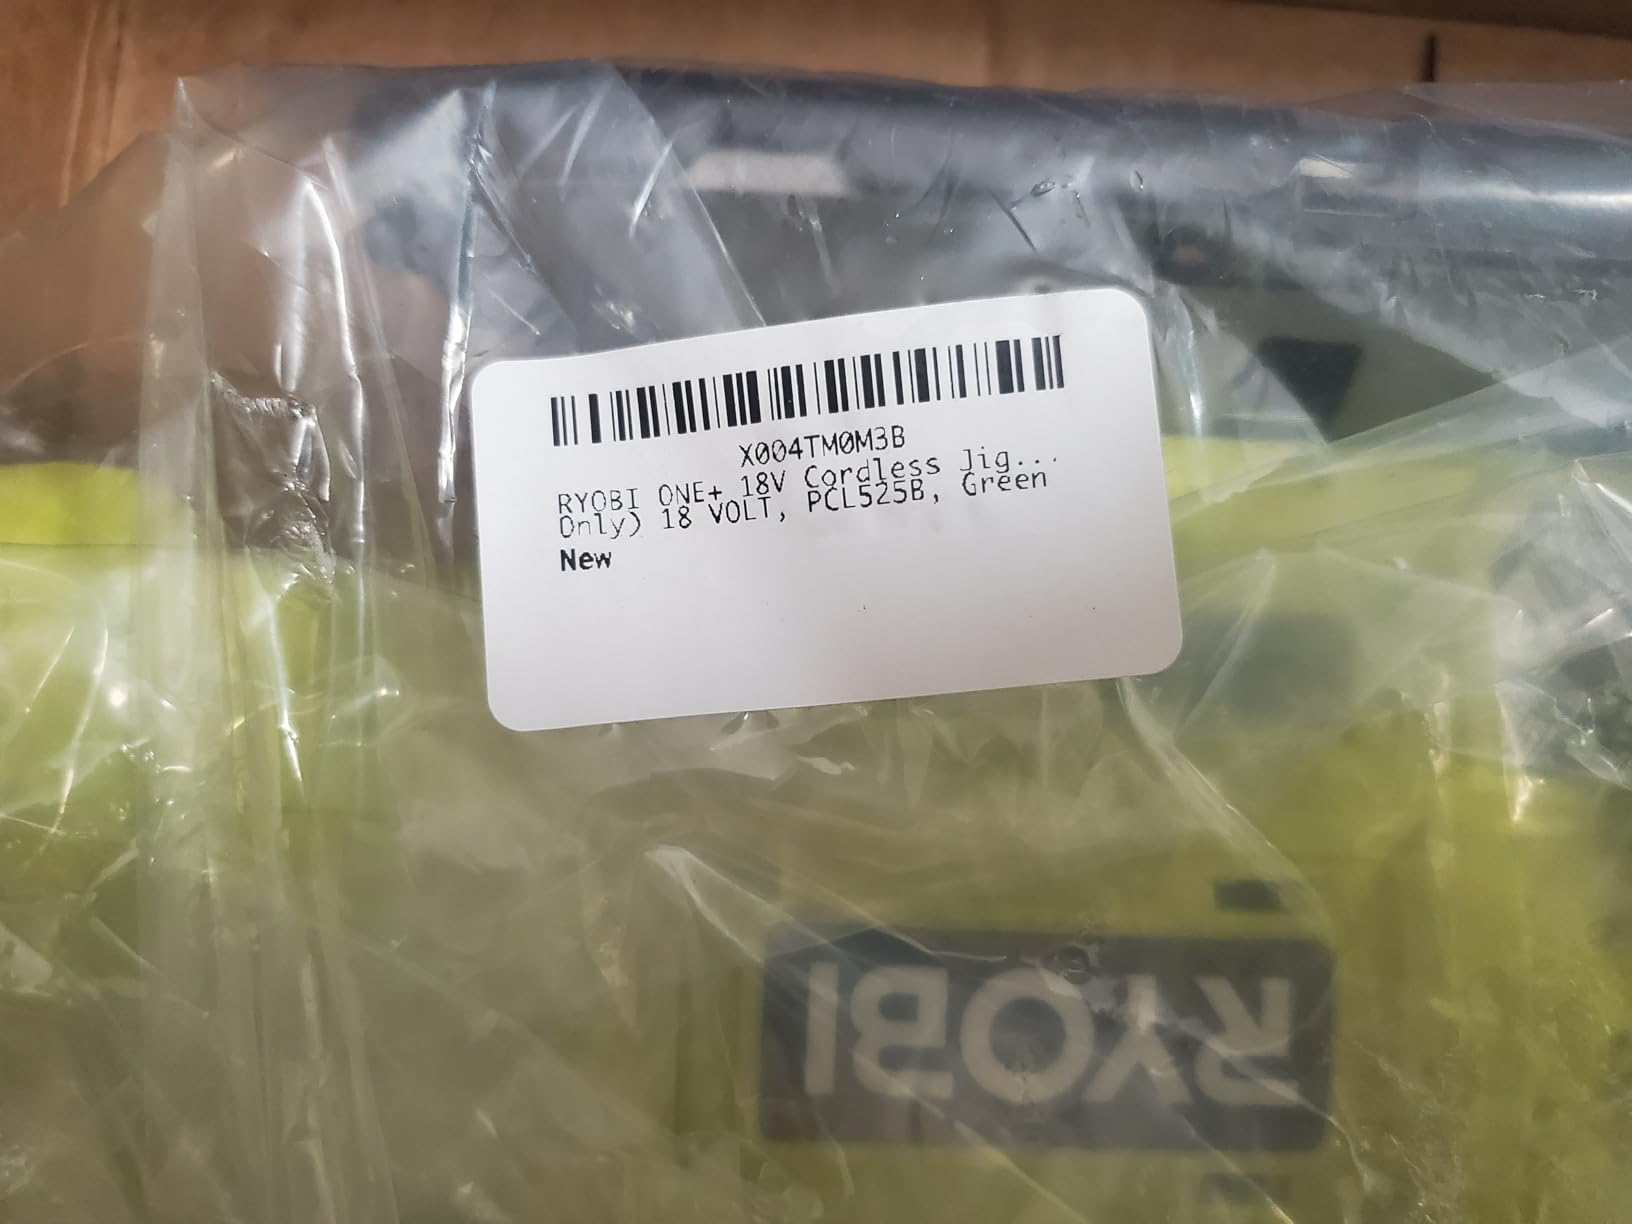 X004TM0M3B
RYOBI ONE+ 18V Cordless Jig...
Only) 18 VOLT, PCL525B, Green
New
RYOBI